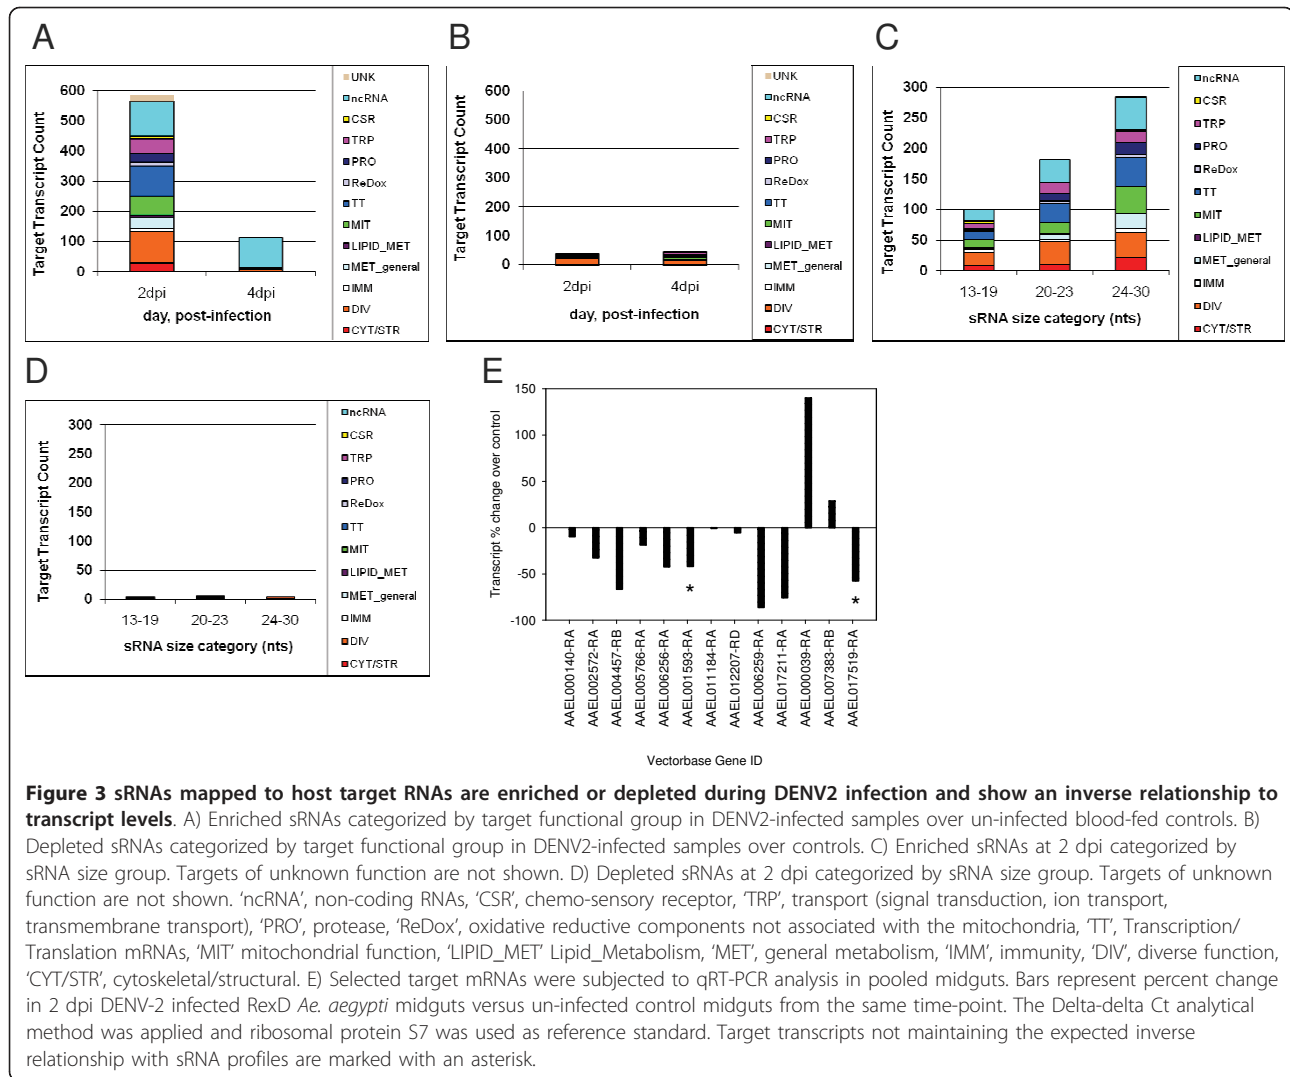 A
Target Transcript Count
600
500
400
300
200
100
0
2dpi
4dpi
day, post-infection
UNK
ncRNA
CSR
TRP
PRO
ReDox
TT
MIT
LIPID_MET
MET_general
IMM
DIV
CYT/STR
B
Target Transcript Count
600
400
200
0
2dpi
4dpi
day, post-infection
UNK
ncRNA
CSR
TRP
PRO
ReDox
TT
MIT
LIPID_MET
MET_general
IMM
DIV
CYT/STR
C
Target Transcript Count
300
250
200
150
100
50
0
13-19
20-23
24-30
sRNA size category (nts)
ncRNA
CSR
TRP
PRO
ReDox
TT
MIT
LIPID_MET
MET_general
IMM
DIV
CYT/STR
D
Target Transcript Count
300
250
200
150
100
50
0
13-19
20-23
24-30
sRNA size category (nts)
ncRNA
CSR
TRP
PRO
ReDox
TT
MIT
LIPID_MET
MET_general
IMM
DIV
CYT/STR
E
Transcript % change over control
150
100
50
0
-50
-100
*
*
AAEL000140-RA
AAEL002572-RA
AAEL004457-RB
AAEL005766-RA
AAEL006256-RA
AAEL001593-RA
AAEL011184-RA
AAEL012207-RD
AAEL006259-RA
AAEL017211-RA
AAEL000039-RA
AAEL007383-RB
AAEL017519-RA
Vectorbase Gene ID
Figure 3 sRNAs mapped to host target RNAs are enriched or depleted during DENV2 infection and show an inverse relationship to
transcript levels. A) Enriched sRNAs categorized by target functional group in DENV2-infected samples over un-infected blood-fed controls. B)
Depleted sRNAs categorized by target functional group in DENV2-infected samples over controls. C) Enriched sRNAs at 2 dpi categorized by
sRNA size group. Targets of unknown function are not shown. D) Depleted sRNAs at 2 dpi categorized by sRNA size group. Targets of unknown
function are not shown. ‘ncRNA’, non-coding RNAs, ‘CSR’, chemo-sensory receptor, ‘TRP’, transport (signal transduction, ion transport,
transmembrane transport), ‘PRO’, protease, ‘ReDox’, oxidative reductive components not associated with the mitochondria, ‘TT’, Transcription/
Translation mRNAs, ‘MIT’ mitochondrial function, ‘LIPID_MET’ Lipid_Metabolism, ‘MET’, general metabolism, ‘IMM’, immunity, ‘DIV’, diverse function,
‘CYT/STR’, cytoskeletal/structural. E) Selected target mRNAs were subjected to qRT-PCR analysis in pooled midguts. Bars represent percent change
in 2 dpi DENV-2 infected RexD Ae. aegypti midguts versus un-infected control midguts from the same time-point. The Delta-delta Ct analytical
method was applied and ribosomal protein S7 was used as reference standard. Target transcripts not maintaining the expected inverse
relationship with sRNA profiles are marked with an asterisk.